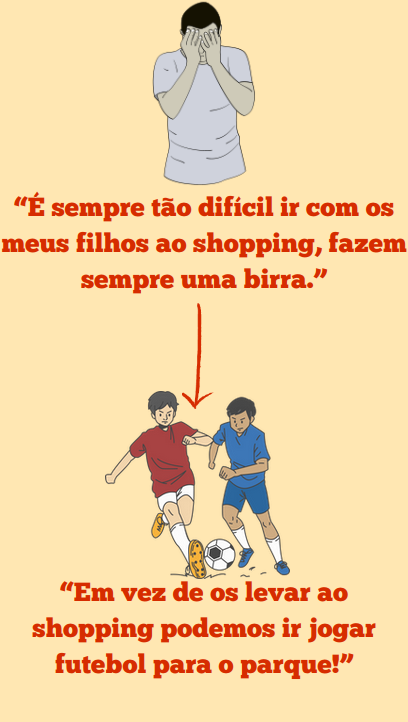 “É sempre tão difícil ir com os
meus filhos ao shopping, fazem
sempre uma birra.”
“Em vez de os levar ao
shopping podemos ir jogar
futebol para o parque!”